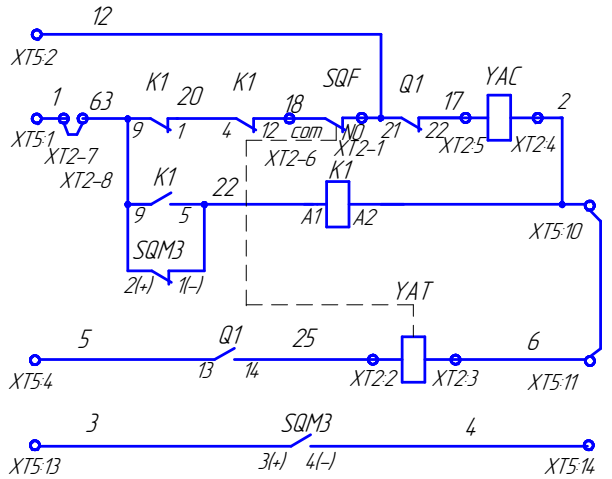 12
XT5:2
K1 K1 SQF Q1 YAC
1 63 20 18 17 2
9 1 4 12 com NO 21 22
XT5:1 XT2-7 XT2-6 XT2-1 XT2:5 XT2:4
XT2-8
K1 22 K1
9 5 A1 A2
XT5:10
SQM3
2(+) 1(-)
YAT
5 Q1 25 6
13 14
XT5:4 XT2:2 XT2:3 XT5:11
3 SQM3 4
3(+) 4(-)
XT5:13 XT5:14